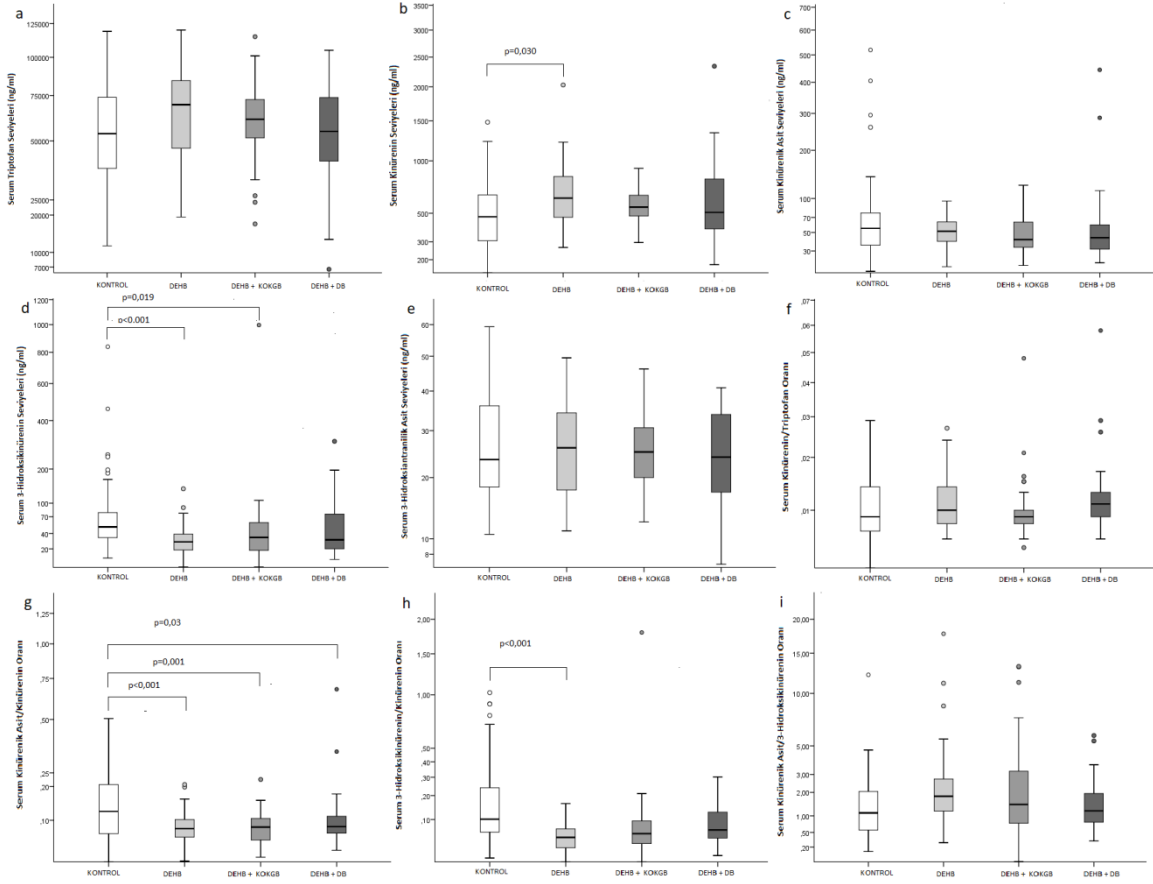 a
Serum Triptofan Seviyeleri (ng/ml)
125000
100000
75000
50000
25000
20000
10000
7000
KONTROL DEHB DEHB + KOKGB DEHB + DB
b
Serum Kinürenin Seviyeleri (ng/ml)
3500
3000
2500
2000
1500
1000
500
300
200
p=0,030
KONTROL DEHB DEHB + KOKGB DEHB + DB
c
Serum Kinürenik Asit Seviyeleri (ng/ml)
700
600
500
400
300
200
100
70
50
30
KONTROL DEHB DEHB + KOKGB DEHB + DB
d
Serum 3-Hidroksikinürenin Seviyeleri (ng/ml)
1200
1000
800
600
400
200
100
70
40
20
p=0,019
p<0.001
KONTROL DEHB DEHB + KOKGB DEHB + DB
e
Serum 3-Hidroksiantranilik Asit Seviyeleri (ng/ml)
60
50
40
30
20
10
8
KONTROL DEHB DEHB + KOKGB DEHB + DB
f
Serum Kinürenin/Triptofan Oranı
,07
,06
,05
,04
,03
,02
,01
KONTROL DEHB DEHB + KOKGB DEHB + DB
g
Serum Kinürenik Asit/Kinürenin Oranı
1,25
1,00
,75
,50
,25
,20
,10
p=0,03
p=0,001
p<0,001
KONTROL DEHB DEHB + KOKGB DEHB + DB
h
Serum 3-Hidroksikinürenin/Kinürenin Oranı
2,00
1,50
1,00
,50
,30
,20
,10
p<0,001
KONTROL DEHB DEHB + KOKGB DEHB + DB
i
Serum Kinürenik Asit/3-Hidroksikinürenin Oranı
20,00
15,00
10,00
5,00
3,00
2,00
1,00
,50
,20
KONTROL DEHB DEHB + KOKGB DEHB + DB